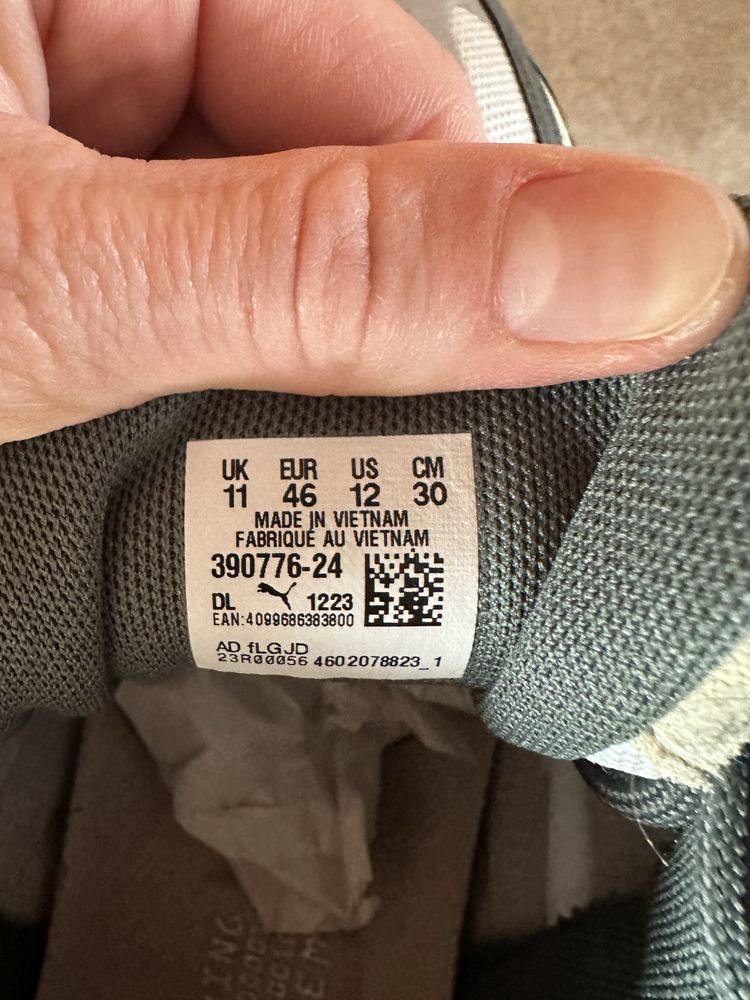 UK EUR US CM
11 46 12 30
MADE IN VIETNAM
FABRIQUÉ AU VIETNAM
390776-24
DL 1223
EAN:4099686383800
AD fLGJD
23R00056 4602078823_1